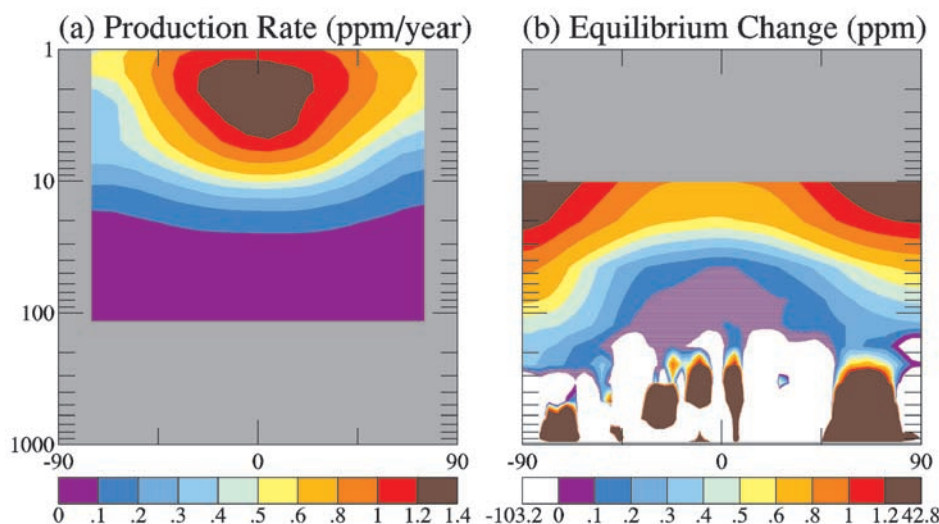 (a) Production Rate (ppm/year) (b) Equilibrium Change (ppm)
1
10
100
1000
-90 0 90 -90 0 90
0 .1 .2 .3 .4 .5 .6 .8 1 1.2 1.4 -103.2 0 .1 .2 .3 .4 .5 .6 .8 1 1.2 42.8